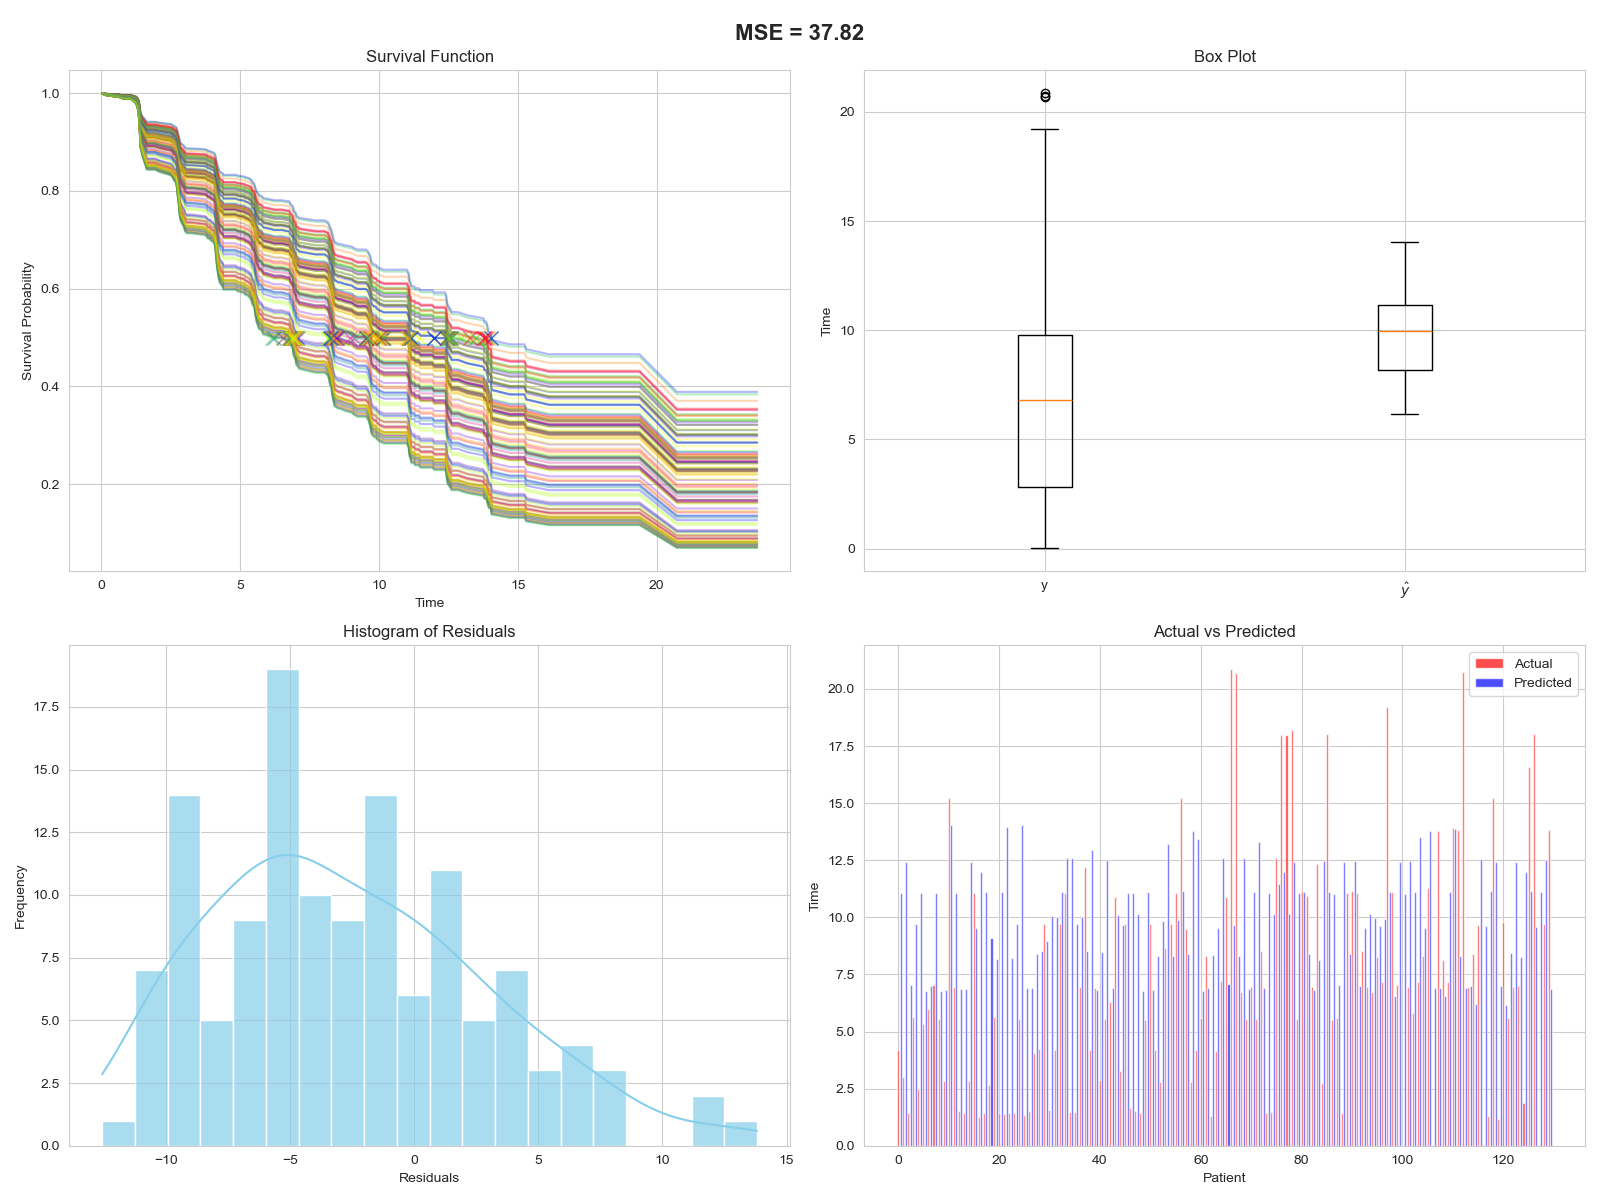 MSE = 37.82
Survival Function
1.0
0.8
0.6
0.4
0.2
Survival Probability
0 5 10 15 20
Time
Box Plot
20
15
10
5
0
Time
y ŷ
Histogram of Residuals
17.5
15.0
12.5
10.0
7.5
5.0
2.5
0.0
Frequency
−10 −5 0 5 10 15
Residuals
Actual vs Predicted
Actual
Predicted
20.0
17.5
15.0
12.5
10.0
7.5
5.0
2.5
0.0
Time
0 20 40 60 80 100 120
Patient